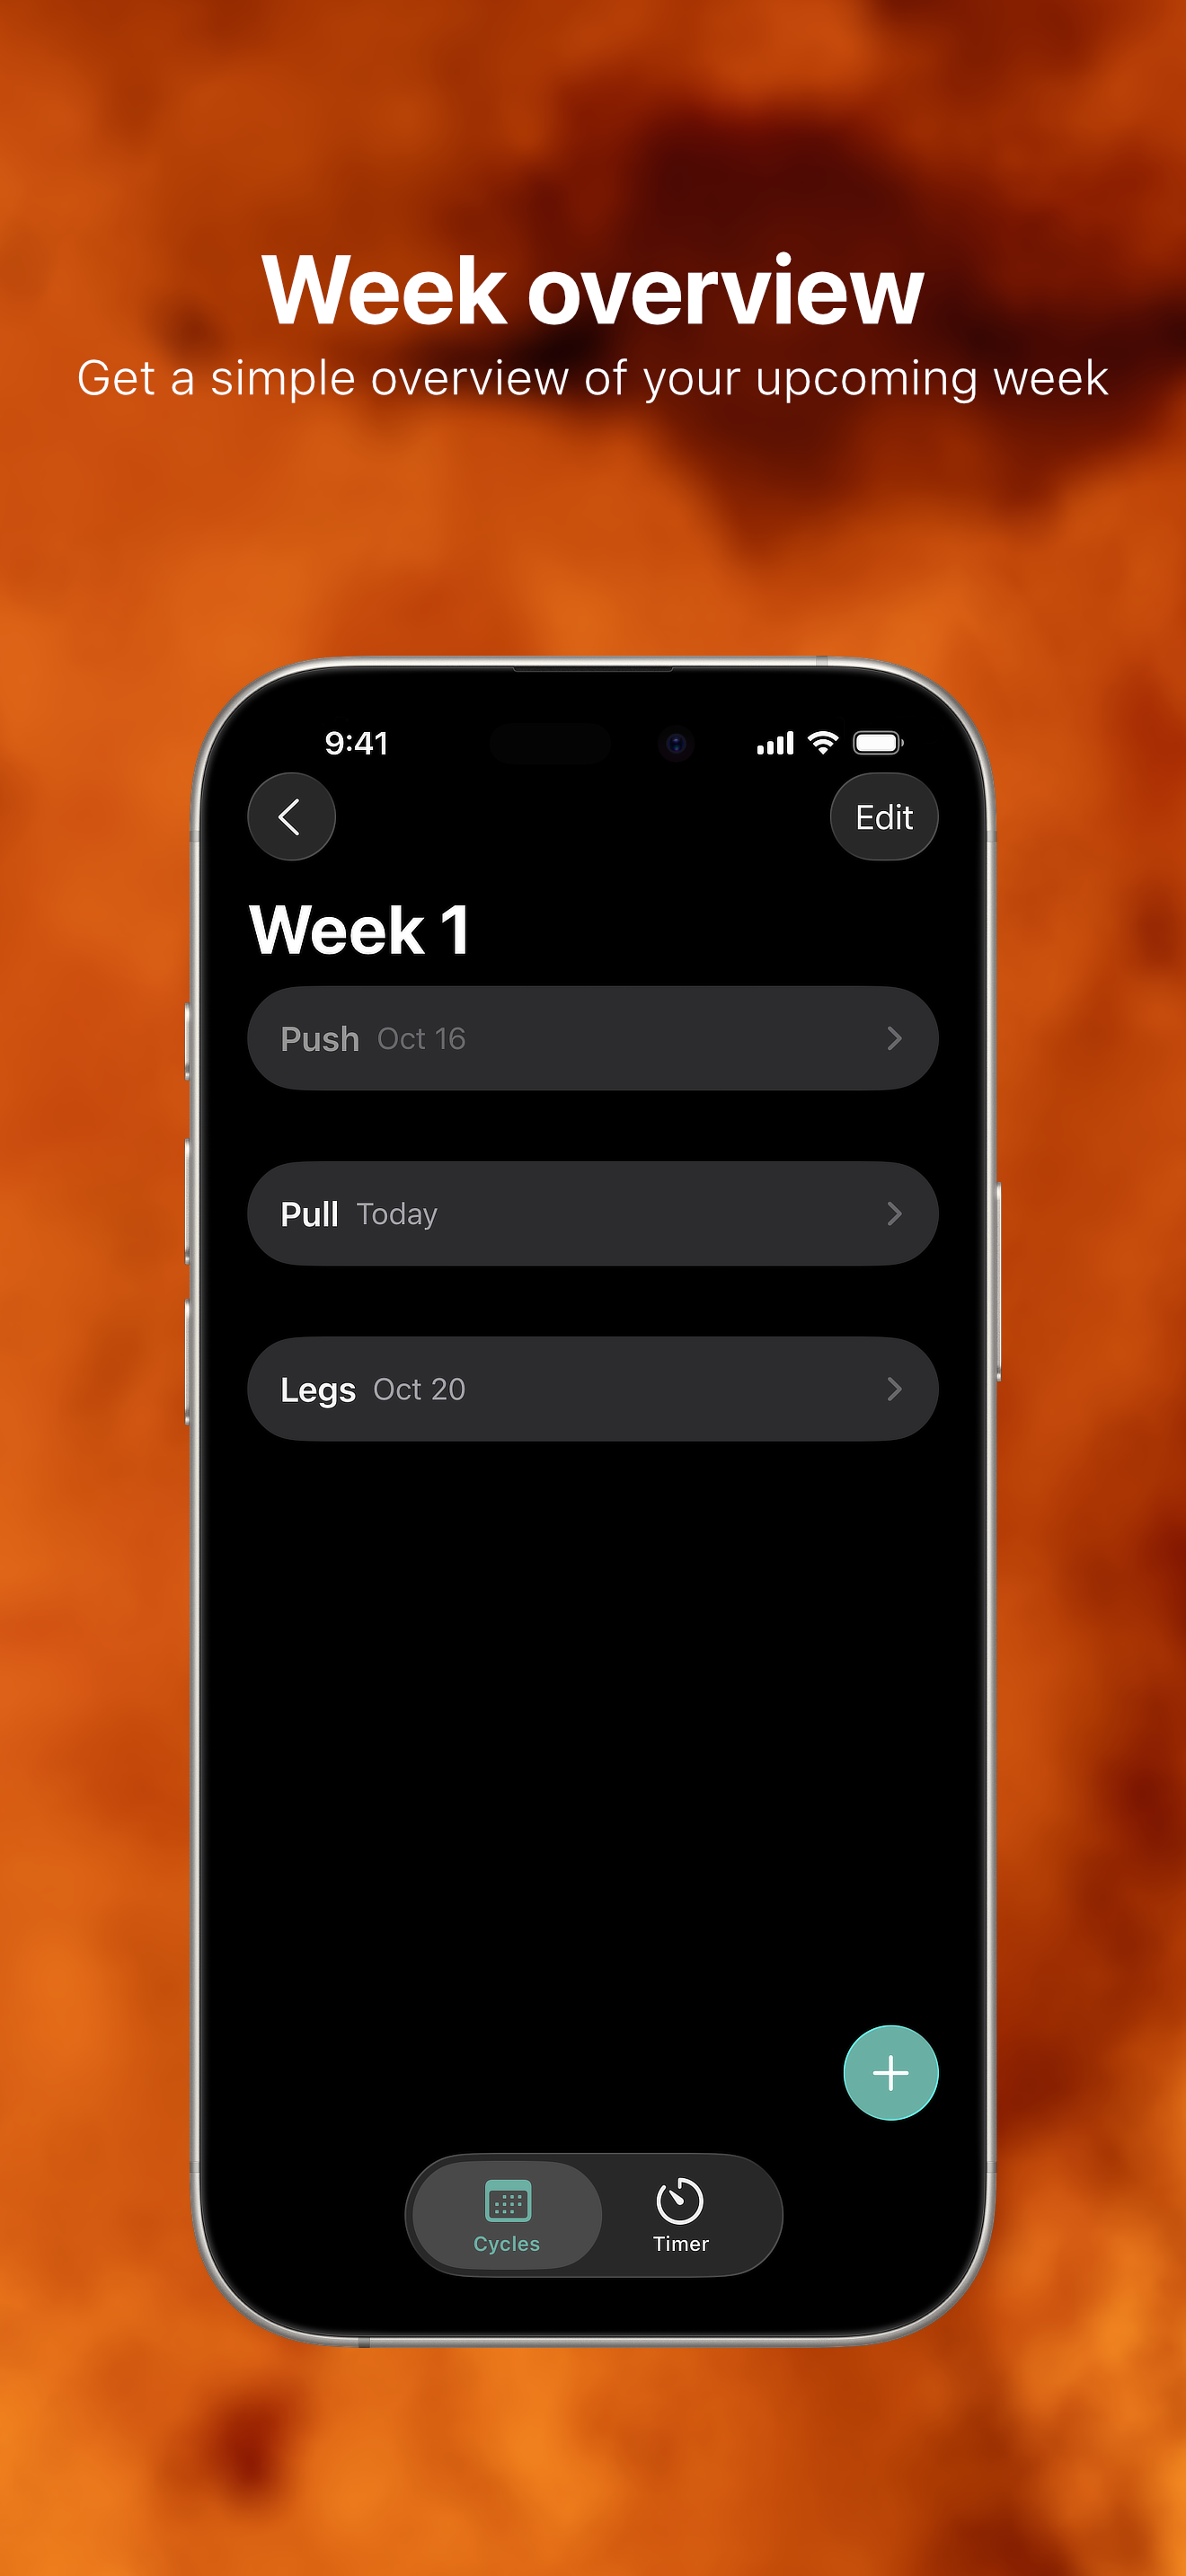 Week overview
Get a simple overview of your upcoming week
9:41
Edit
Week 1
Push Oct 16
Pull Today
Legs Oct 20
Cycles Timer